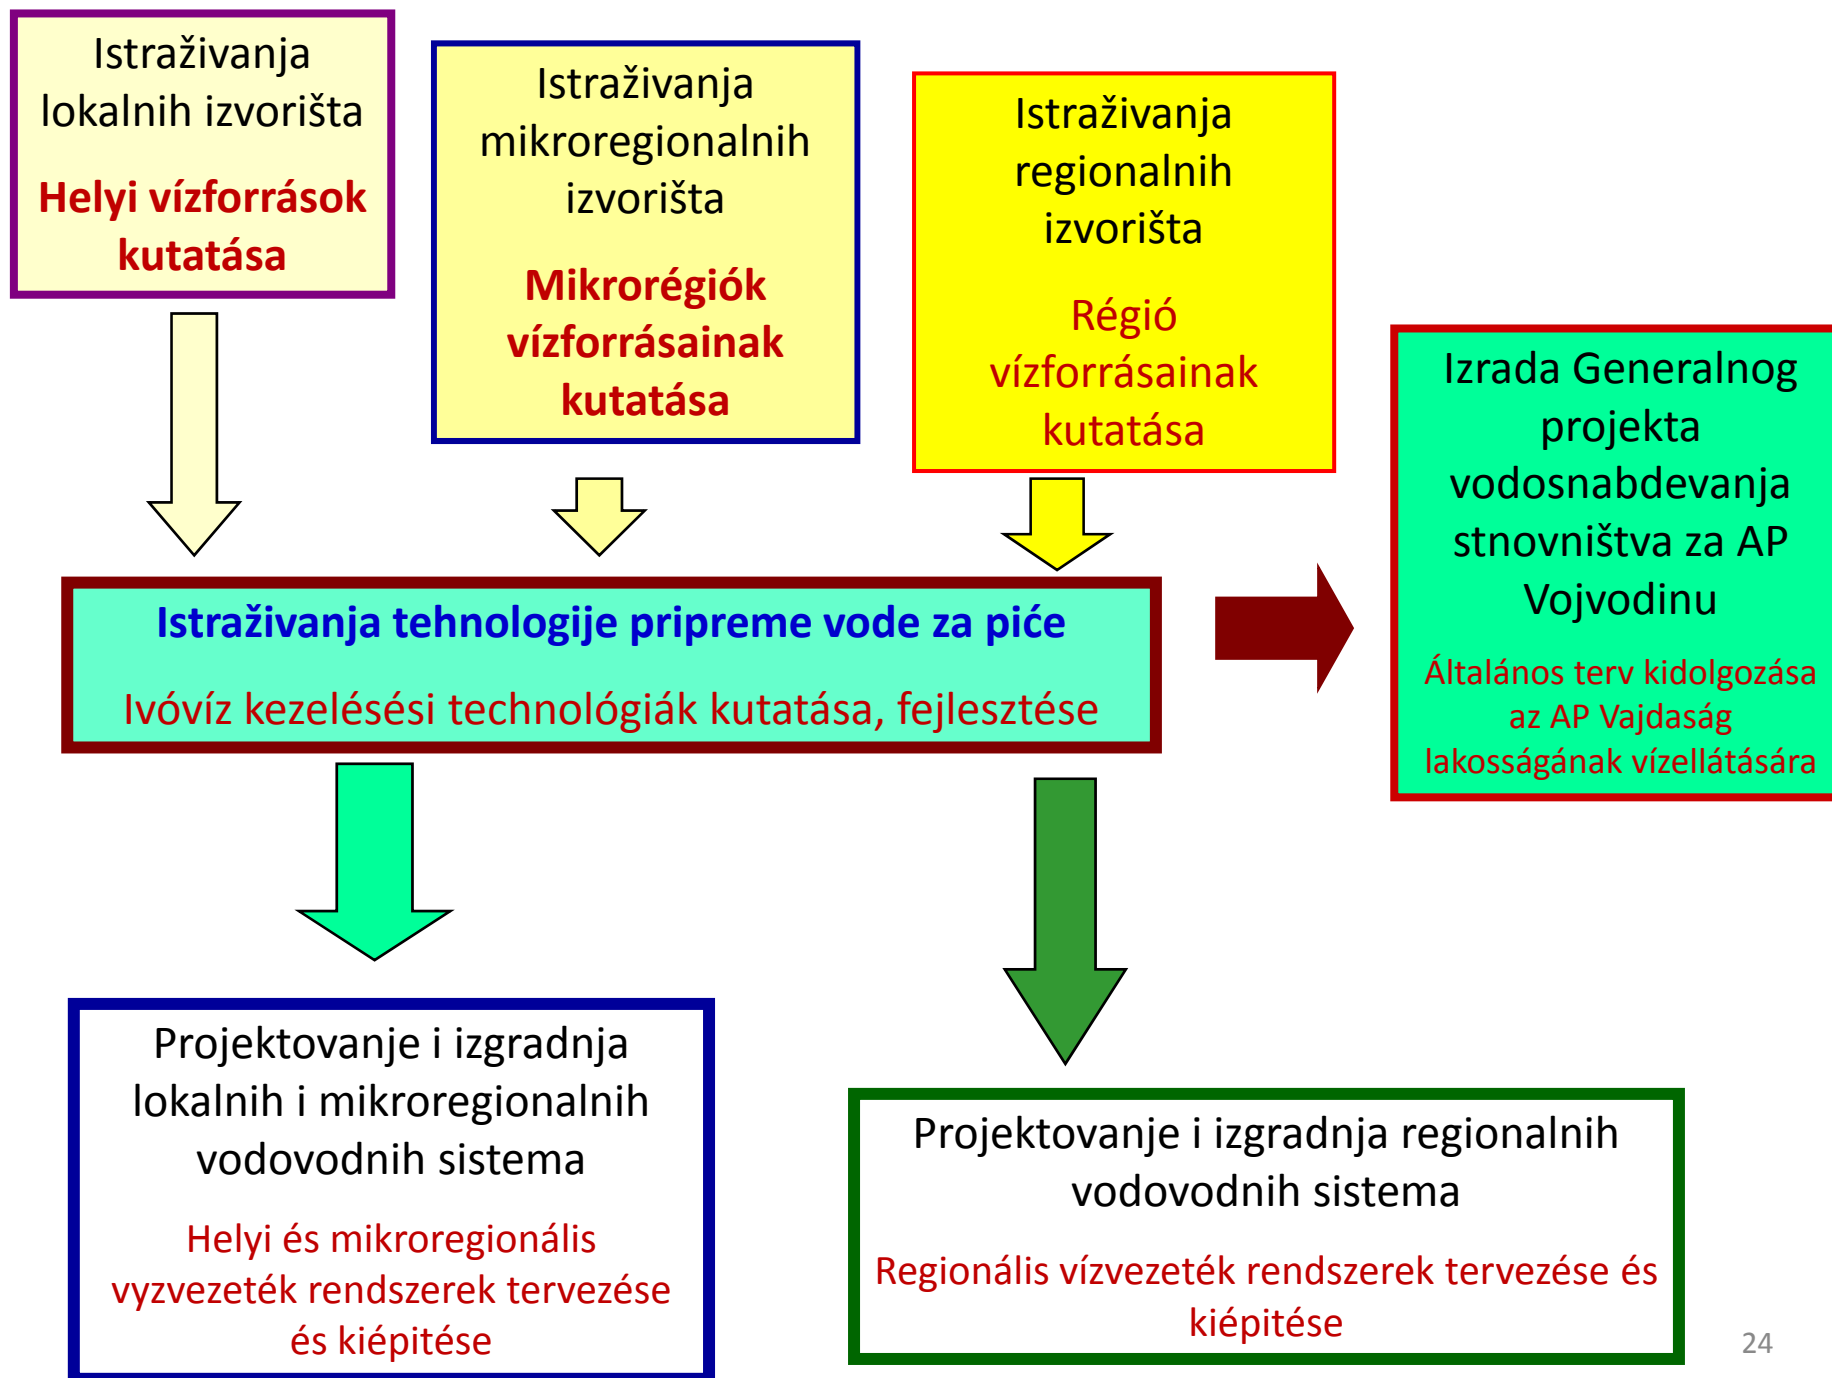 Istraživanja
lokalnih izvorišta
Helyi vízforrások
kutatása
Istraživanja
mikroregionalnih
izvorišta
Mikrorégiók
vízforrásainak
kutatása
Istraživanja
regionalnih
izvorišta
Régió
vízforrásainak
kutatása
Izrada Generalnog
projekta
vodosnabdevanja
stnovništva za AP
Vojvodinu
Általános terv kidolgozása
az AP Vajdaság
lakosságának vízellátására
Istraživanja tehnologije pripreme vode za piće
Ivóvíz kezelésési technológiák kutatása, fejlesztése
Projektovanje i izgradnja
lokalnih i mikroregionalnih
vodovodnih sistema
Helyi és mikroregionális
vyzvezeték rendszerek tervezése
és kiépitése
Projektovanje i izgradnja regionalnih
vodovodnih sistema
Regionális vízvezeték rendszerek tervezése és
kiépitése
24